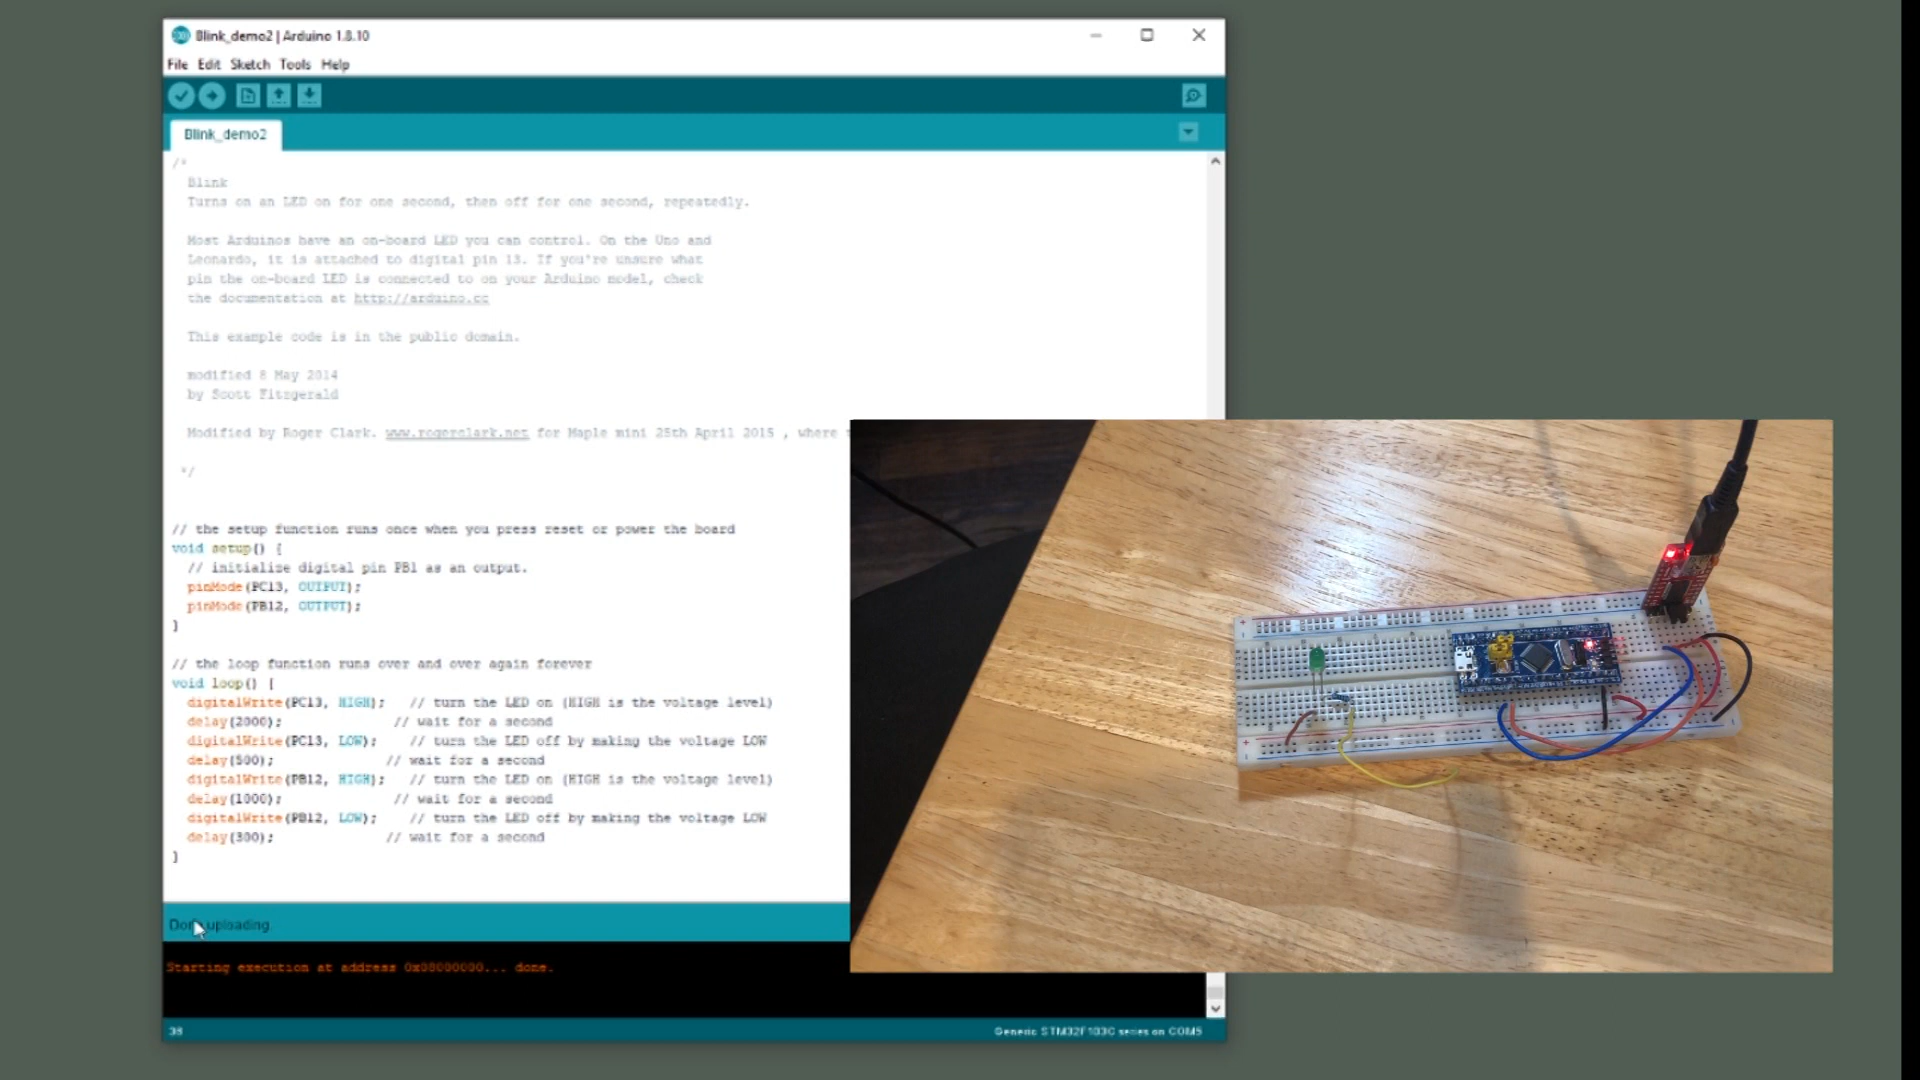 Blink_demo2 | Arduino 1.8.10
File Edit Sketch Tools Help
Blink_demo2
/*
Blink
Turns on an LED on for one second, then off for one second, repeatedly.
Most Arduinos have an on-board LED you can control. On the Uno and
Leonardo, it is attached to digital pin 13. If you're unsure what
pin the on-board LED is connected to on your Arduino model, check
the documentation at http://arduino.cc
This example code is in the public domain.
modified 8 May 2014
by Scott Fitzgerald
Modified by Roger Clark. www.rogerclark.net for Maple mini 25th April 2015 , where
*/
// the setup function runs once when you press reset or power the board
void setup() {
// initialize digital pin PB1 as an output.
pinMode(PC13, OUTPUT);
pinMode(PB12, OUTPUT);
}
// the loop function runs over and over again forever
void loop() {
digitalWrite(PC13, HIGH); // turn the LED on (HIGH is the voltage level)
delay(2000); // wait for a second
digitalWrite(PC13, LOW); // turn the LED off by making the voltage LOW
delay(500); // wait for a second
digitalWrite(PB12, HIGH); // turn the LED on (HIGH is the voltage level)
delay(1000); // wait for a second
digitalWrite(PB12, LOW); // turn the LED off by making the voltage LOW
delay(300); // wait for a second
}
Done uploading.
Starting execution at address 0x08000000... done.
38
Generic STM32F103C series on COM5